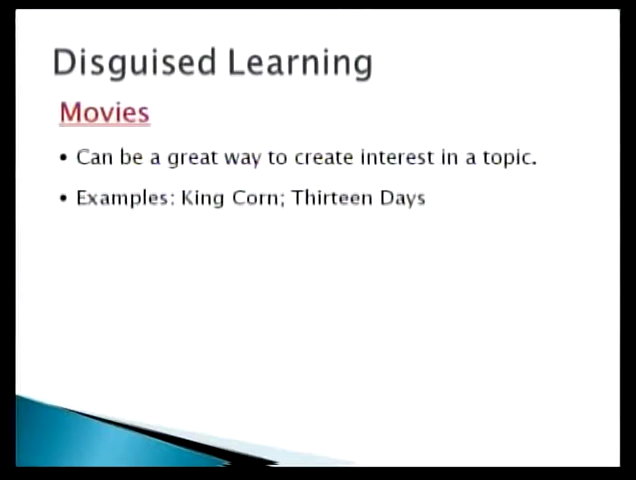 Disguised Learning
Movies
• Can be a great way to create interest in a topic.
• Examples: King Corn; Thirteen Days